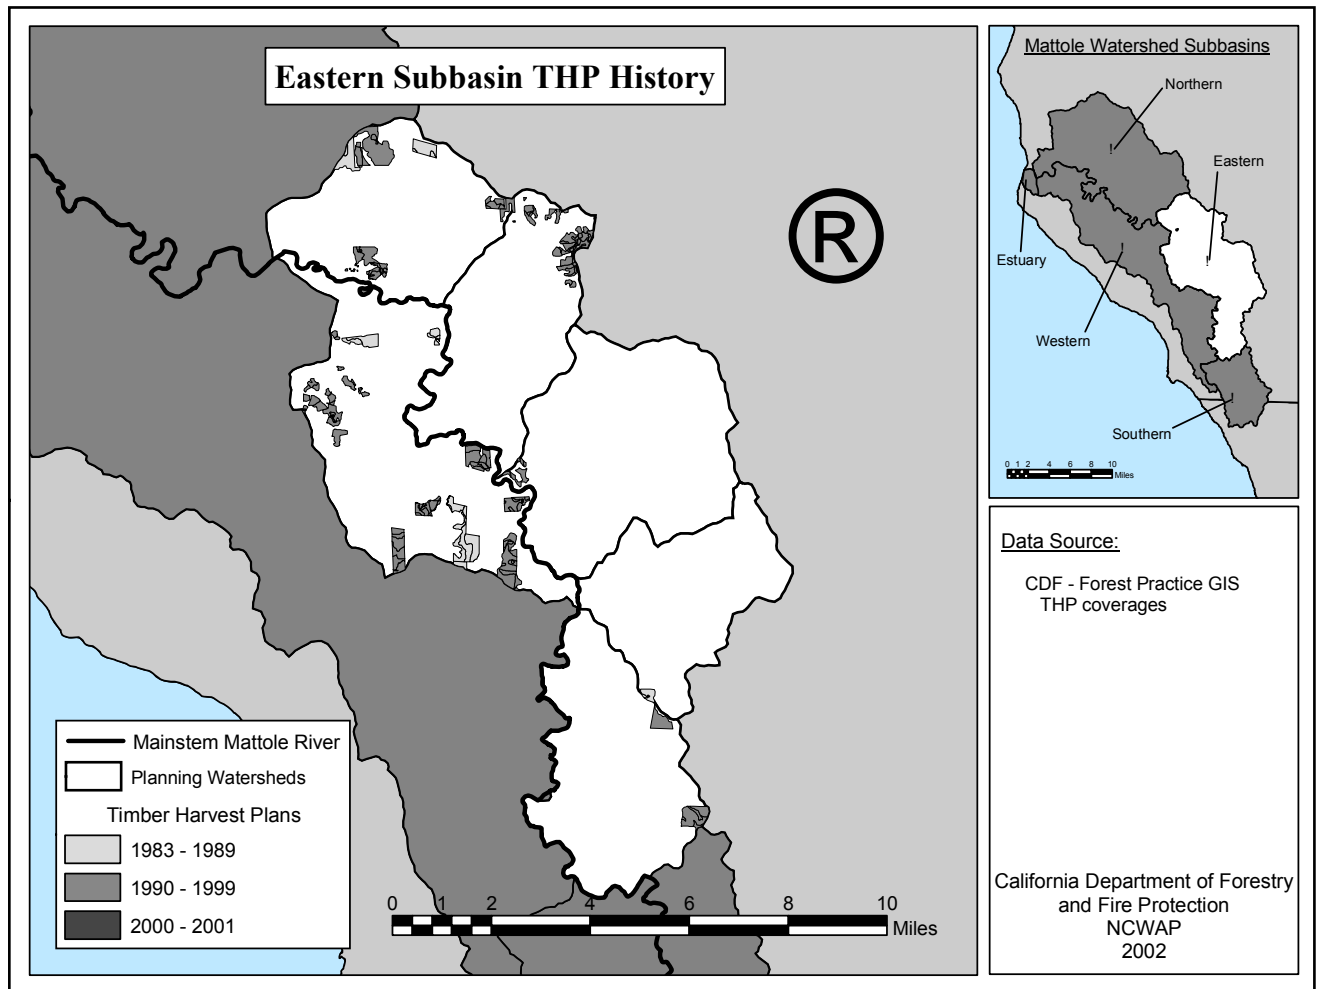 Eastern Subbasin THP History
®
Mainstem Mattole River
Planning Watersheds
Timber Harvest Plans
1983 - 1989
1990 - 1999
2000 - 2001
0 1 2 4 6 8 10
Miles
Mattole Watershed Subbasins
Northern
Eastern
Estuary
Western
Southern
0 1 2 4 6 8 10
Miles
Data Source:
CDF - Forest Practice GIS
THP coverages
California Department of Forestry
and Fire Protection
NCWAP
2002